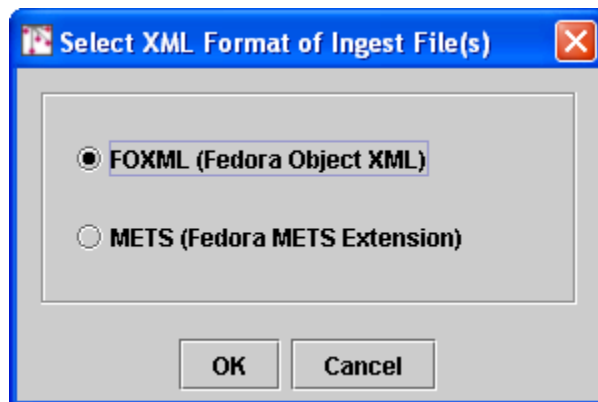 Select XML Format of Ingest File(s)
FOXML (Fedora Object XML)
METS (Fedora METS Extension)
OK Cancel